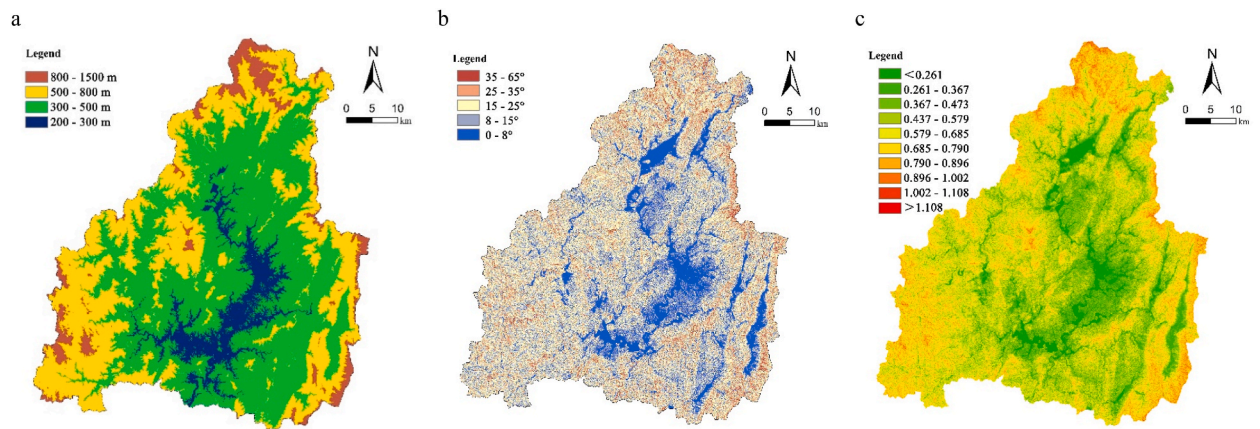 a
Legend
800 - 1500 m
500 - 800 m
300 - 500 m
200 - 300 m
N
0 5 10
km
b
Legend
35 - 65°
25 - 35°
15 - 25°
8 - 15°
0 - 8°
N
0 5 10
km
c
Legend
<0.261
0.261 - 0.367
0.367 - 0.473
0.437 - 0.579
0.579 - 0.685
0.685 - 0.790
0.790 - 0.896
0.896 - 1.002
1.002 - 1.108
>1.108
N
0 5 10
km